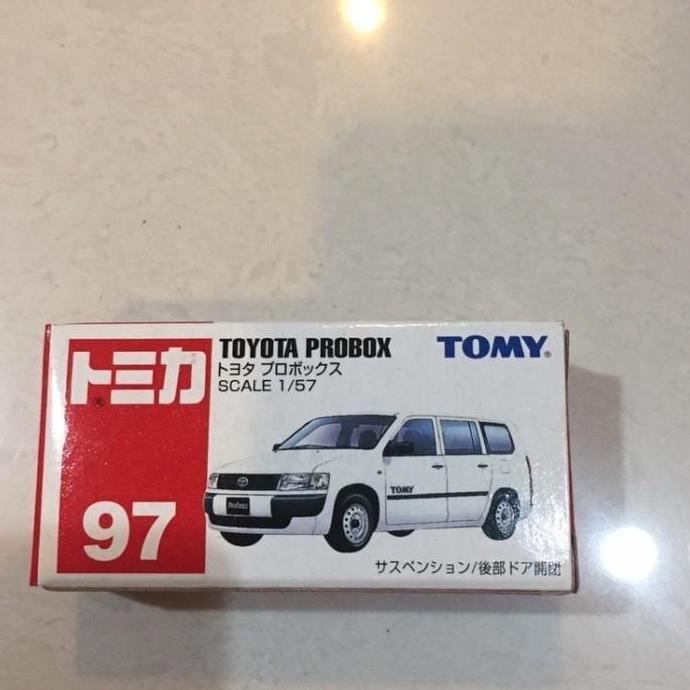 トミカ®
97
TOYOTA PROBOX
トヨタ プロボックス
SCALE 1/57
TOMY®
TOMY
サスペンション/後部ドア開閉